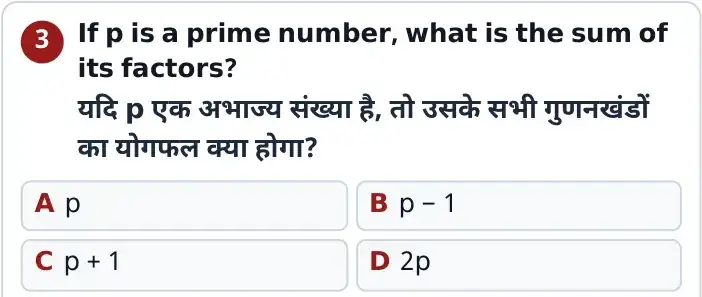 3 If p is a prime number, what is the sum of
its factors?
यदि p एक अभाज्य संख्या है, तो उसके सभी गुणनखंडों
का योगफल क्या होगा?
A p B p − 1
C p + 1 D 2p